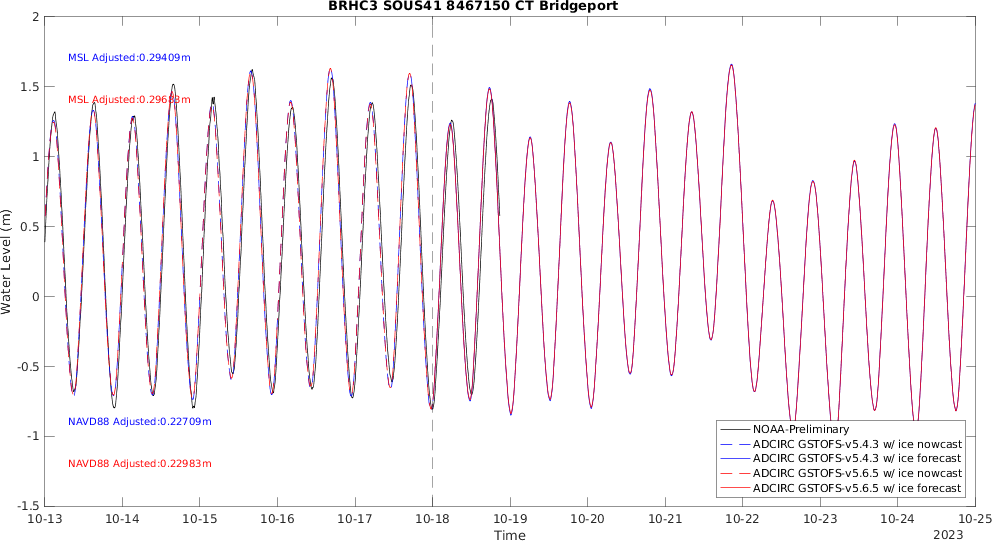 BRHC3 SOUS41 8467150 CT Bridgeport
2
1.5
1
0.5
0
-0.5
-1
-1.5
Water Level (m)
MSL Adjusted:0.29409m
MSL Adjusted:0.29683m
NAVD88 Adjusted:0.22709m
NAVD88 Adjusted:0.22983m
NOAA-Preliminary
ADCIRC GSTOFS-v5.4.3 w/ ice nowcast
ADCIRC GSTOFS-v5.4.3 w/ ice forecast
ADCIRC GSTOFS-v5.6.5 w/ ice nowcast
ADCIRC GSTOFS-v5.6.5 w/ ice forecast
10-13 10-14 10-15 10-16 10-17 10-18 10-19 10-20 10-21 10-22 10-23 10-24 10-25
Time
2023